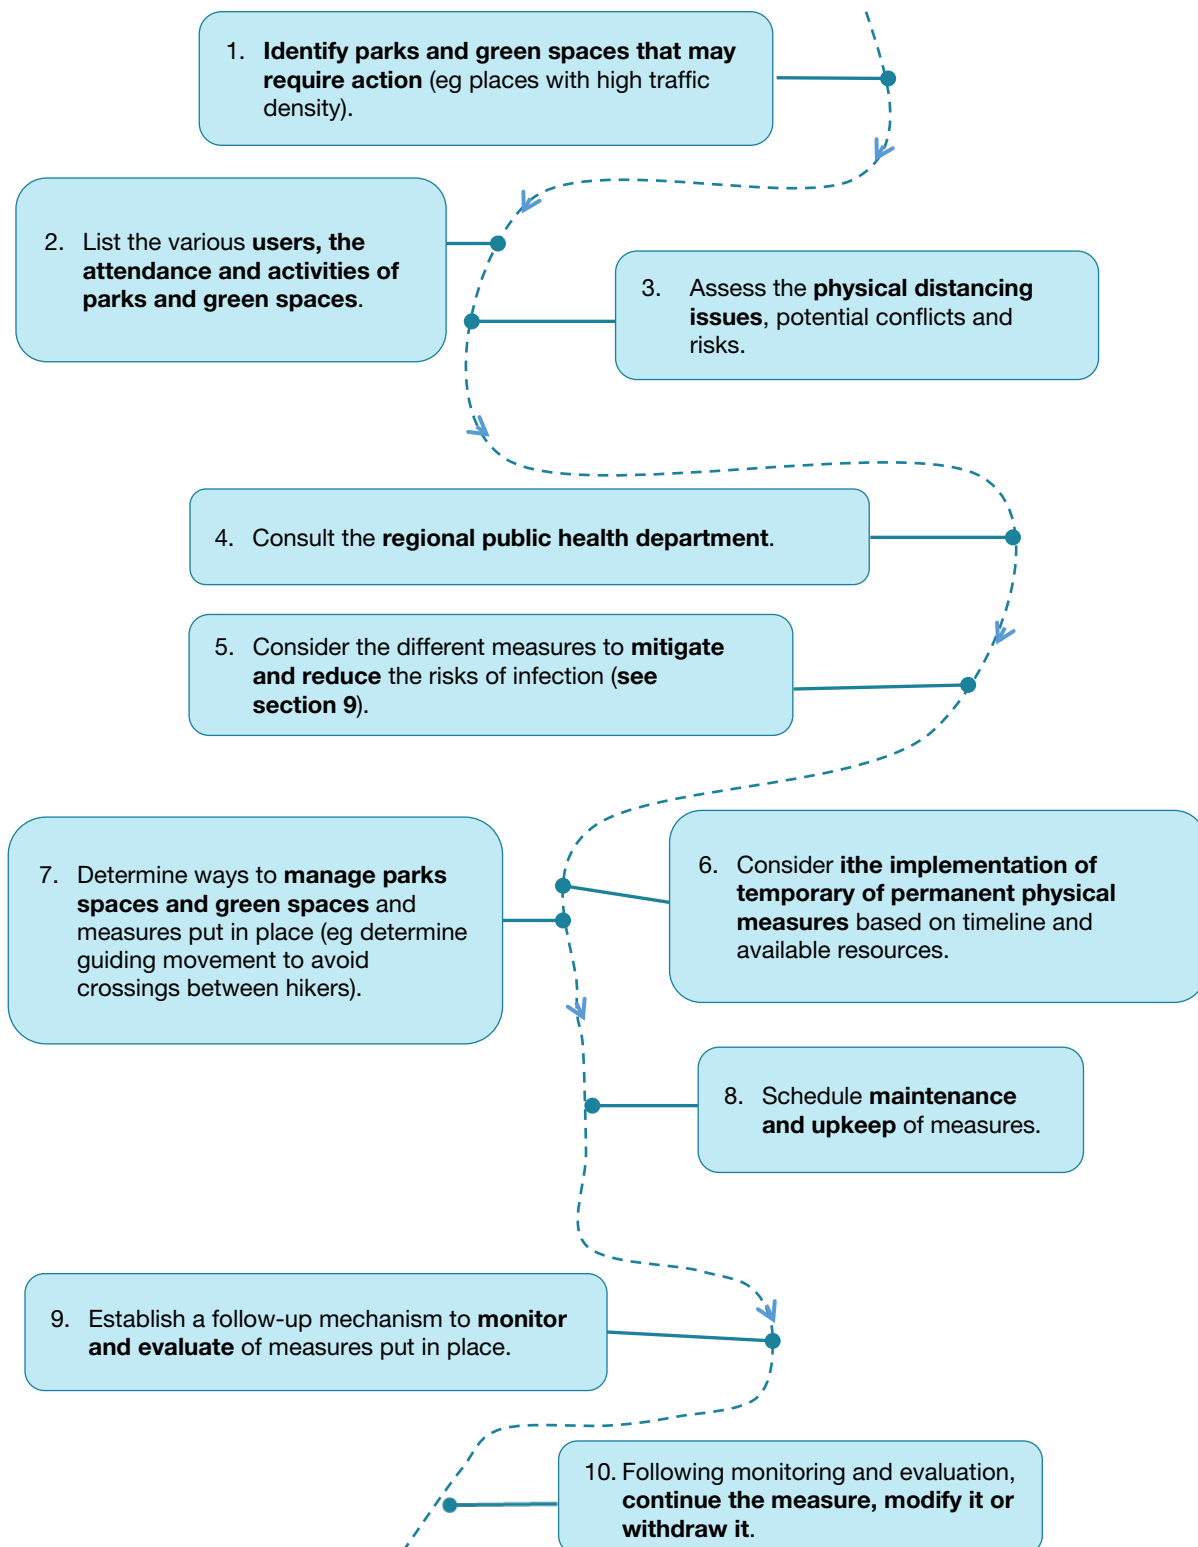 1. Identify parks and green spaces that may
require action (eg places with high traffic
density).
2. List the various users, the
attendance and activities of
parks and green spaces.
3. Assess the physical distancing
issues, potential conflicts and
risks.
4. Consult the regional public health department.
5. Consider the different measures to mitigate
and reduce the risks of infection (see
section 9).
6. Consider ithe implementation of
temporary of permanent physical
measures based on timeline and
available resources.
7. Determine ways to manage parks
spaces and green spaces and
measures put in place (eg determine
guiding movement to avoid
crossings between hikers).
8. Schedule maintenance
and upkeep of measures.
9. Establish a follow-up mechanism to monitor
and evaluate of measures put in place.
10. Following monitoring and evaluation,
continue the measure, modify it or
withdraw it.